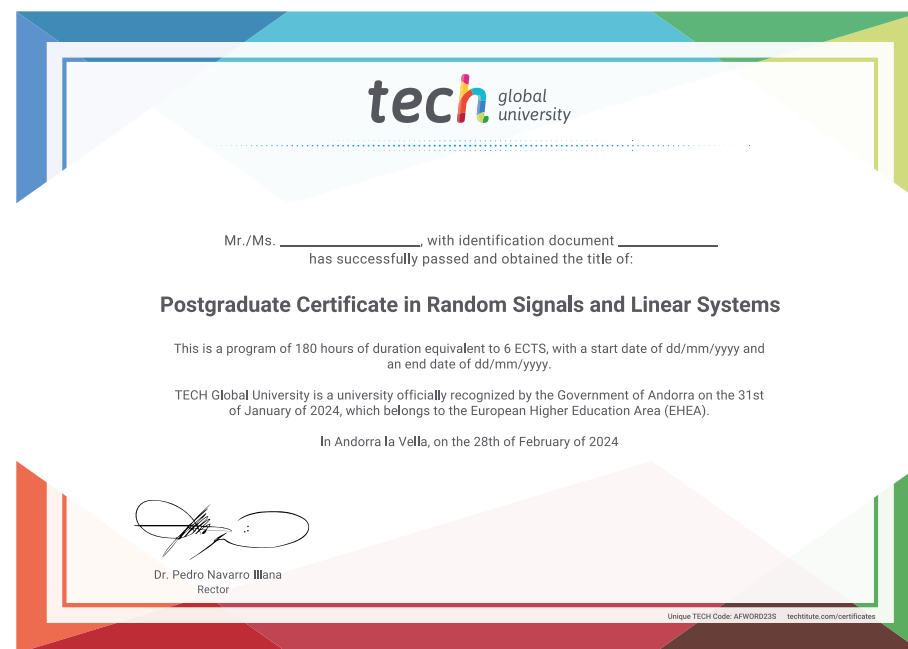 tech global university
Mr./Ms. ____________, with identification document ____________
has successfully passed and obtained the title of:
Postgraduate Certificate in Random Signals and Linear Systems
This is a program of 180 hours of duration equivalent to 6 ECTS, with a start date of dd/mm/yyyy and
an end date of dd/mm/yyyy.
TECH Global University is a university officially recognized by the Government of Andorra on the 31st
of January of 2024, which belongs to the European Higher Education Area (EHEA).
In Andorra la Vella, on the 28th of February of 2024
Dr. Pedro Navarro Illana
Rector
Unique TECH Code: AFWORD23S techtitute.com/certificates